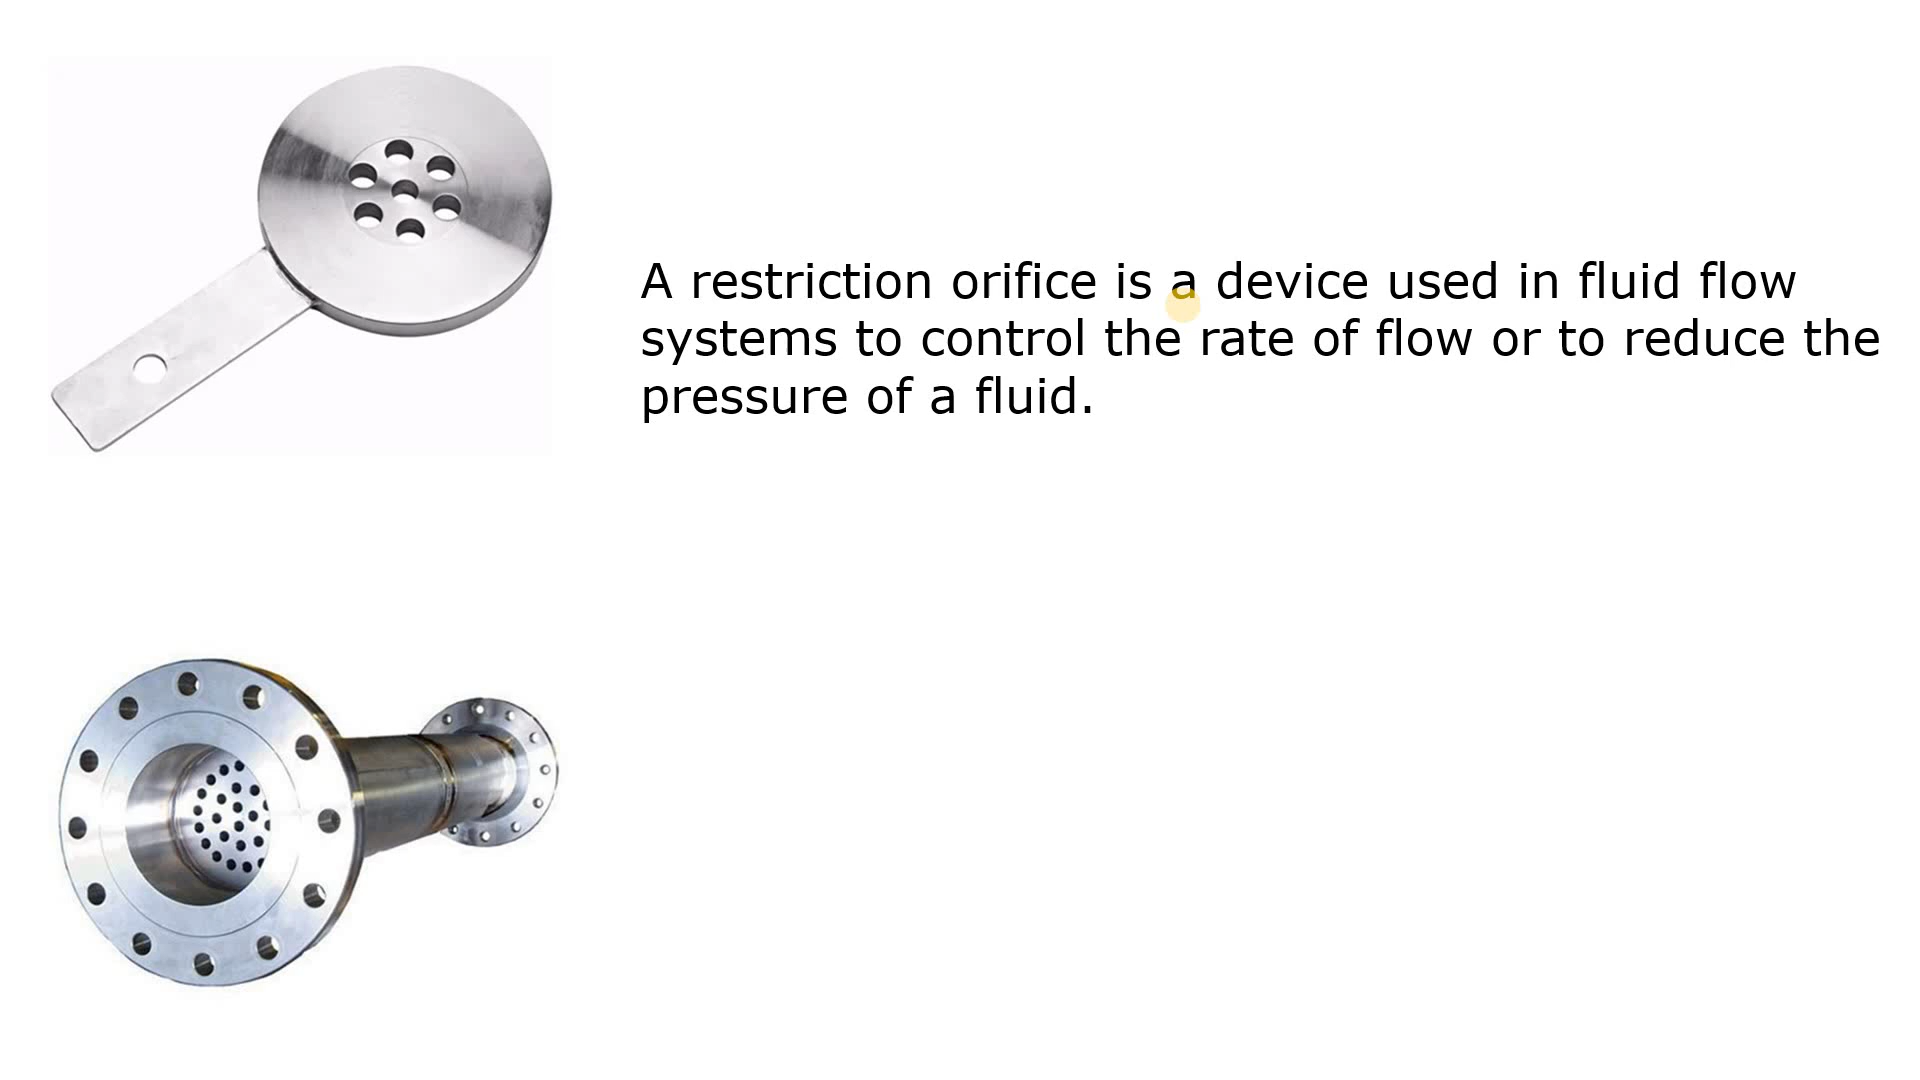 A restriction orifice is a device used in fluid flow
systems to control the rate of flow or to reduce the
pressure of a fluid.